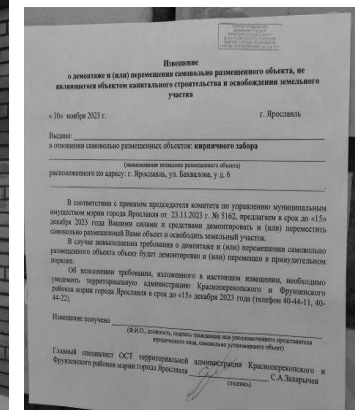 Извещение
о демонтаже и (или) перемещении самовольно размещенного объекта, не
являющегося объектом капитального строительства и освобождении земельного
участка
« 30» ноября 2023 г. г. Ярославль
Выдано:
в отношении самовольно размещенных объектов: кирпичного забора
(наименование незаконно размещенного объекта)
расположенного по адресу: г. Ярославль, ул. Бахвалова, у д. 6
В соответствии с приказом председателя комитета по управлению муниципальным
имуществом мэрии города Ярославля от 23.11.2023 г. № 5162, предлагаем в срок до «15»
декабря 2023 года Вашими силами и средствами демонтировать и (или) переместить
самовольно размещенный Вами объект и освободить земельный участок.
В случае невыполнения требования о демонтаже и (или) перемещении самовольно
размещенного объекта объект будет демонтирован и (или) перемещен в принудительном
порядке.
Об исполнении требования, изложенного в настоящем извещении, необходимо
уведомить территориальную администрацию Красноперекопского и Фрунзенского
районов мэрии города Ярославля в срок до «15» декабря 2023 года (телефон 40-44-11, 40-
44-22).
Извещение получено
(Ф.И.О., должность, подпись гражданина или уполномоченного представителя
юридического лица, самовольно установившего объект)
Главный специалист ОСТ территориальной администрации Красноперекопского и
Фрунзенского районов мэрии города Ярославля С.А.Захарычев
(подпись)